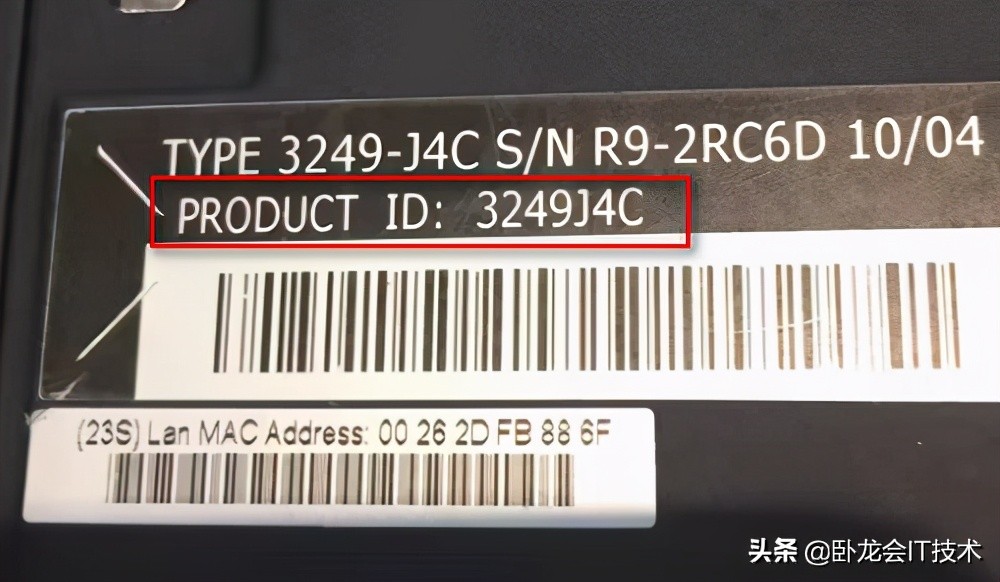 TYPE 3249-J4C S/N R9-2RC6D 10/04
PRODUCT ID: 3249J4C
(23S) Lan MAC Address: 00 26 2D FB 88 6F
头条 @卧龙会IT技术